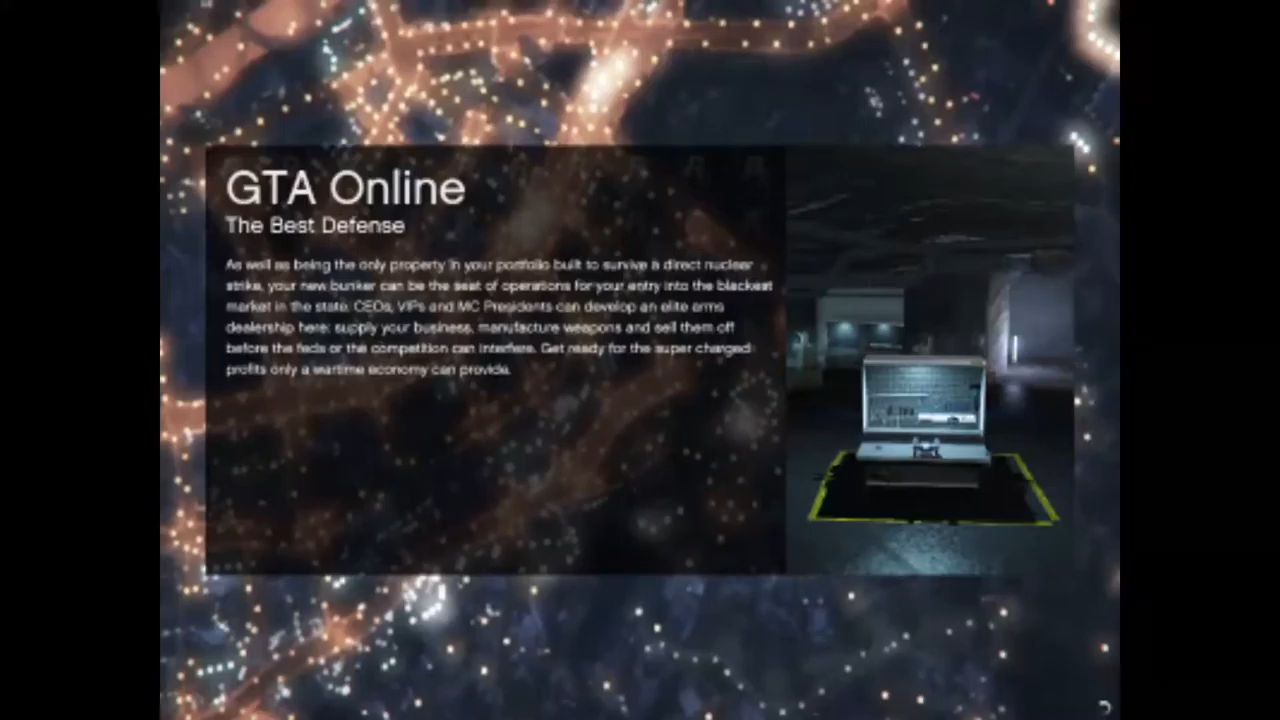 GTA Online
The Best Defense
As well as being the only property in your portfolio built to survive a direct nuclear
strike, your new bunker can be the seat of operations for your entry into the blackest
market in the state. CEOs, VIPs and MC Presidents can develop an elite arms
dealership here: supply your business, manufacture weapons and sell them off
before the feds or the competition can interfere. Get ready for the super charged
profits only a wartime economy can provide.